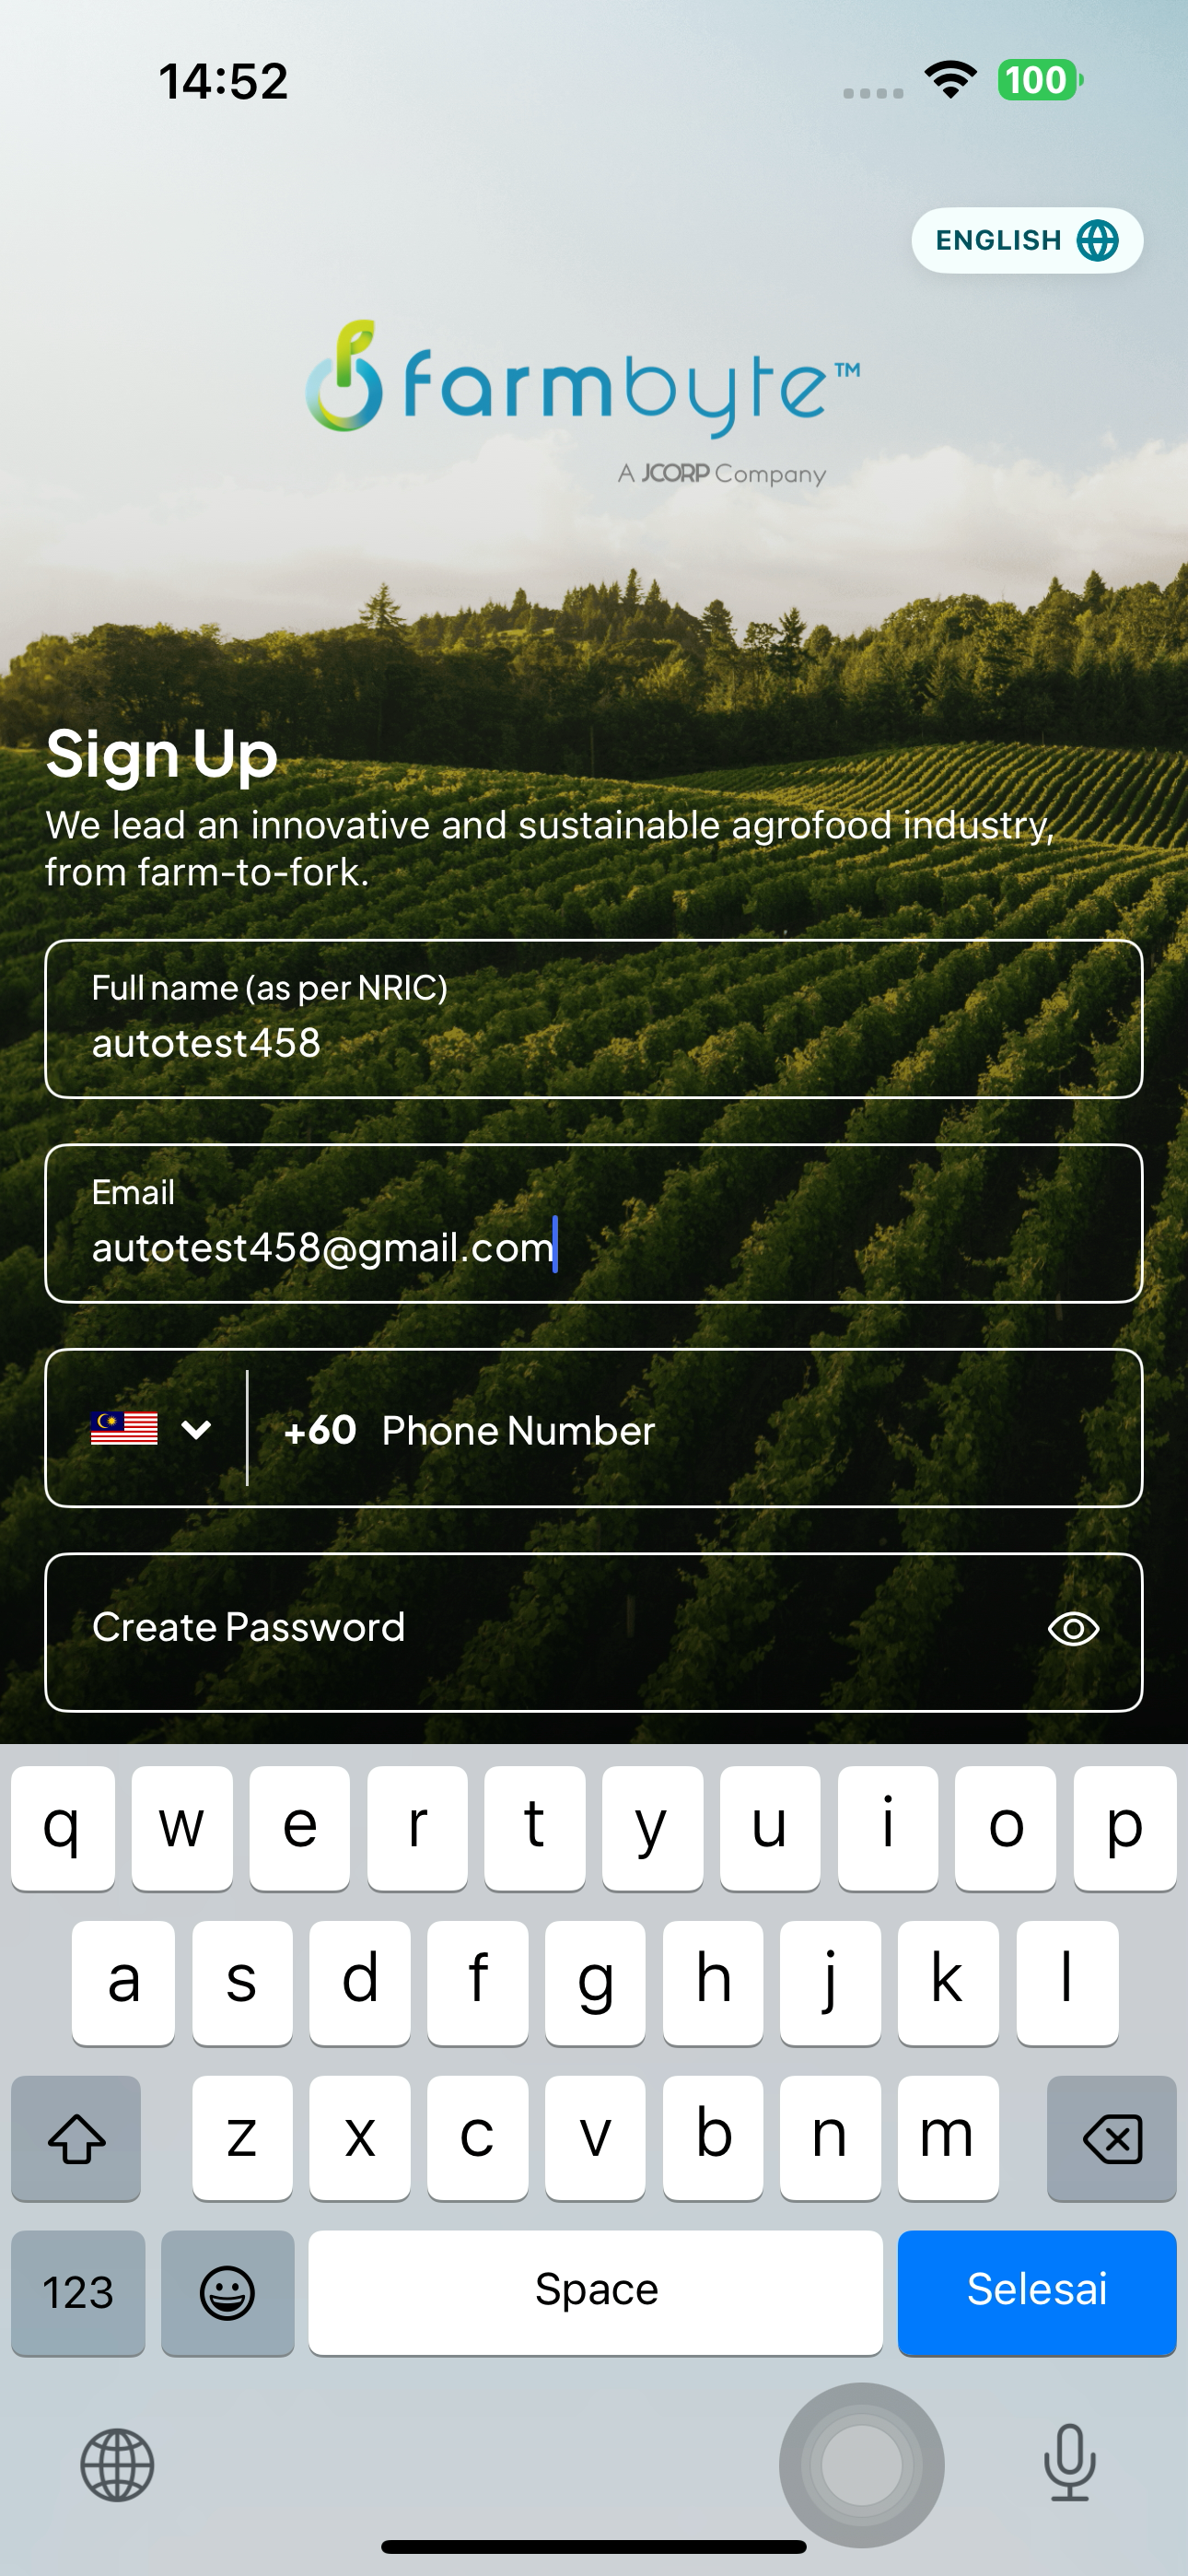 14:52
100
ENGLISH
farmbyte™
A JCORP Company
Sign Up
We lead an innovative and sustainable agrofood industry,
from farm-to-fork.
Full name (as per NRIC)
autotest458
Email
autotest458@gmail.com
+60 Phone Number
Create Password
q w e r t y u i o p
a s d f g h j k l
z x c v b n m
123 Space Selesai